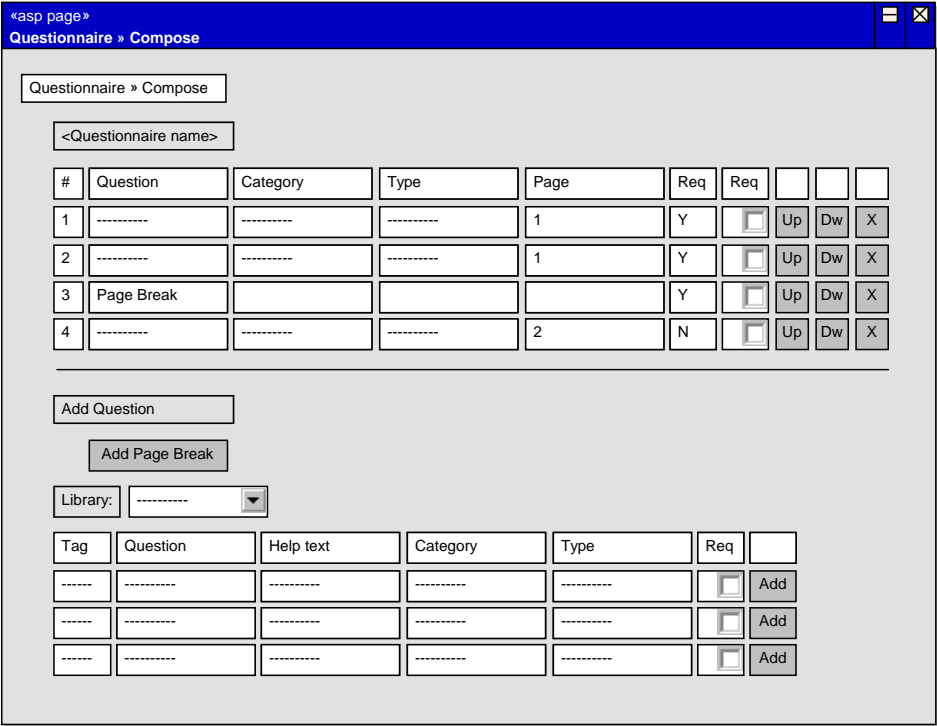 «asp page»
Questionnaire » Compose
Questionnaire » Compose
<Questionnaire name>
# Question Category Type Page Req Req
1 ---------- ---------- ---------- 1 Y Up Dw X
2 ---------- ---------- ---------- 1 Y Up Dw X
3 Page Break Y Up Dw X
4 ---------- ---------- ---------- 2 N Up Dw X
Add Question
Add Page Break
Library: ----------
Tag Question Help text Category Type Req
------ ---------- ---------- ---------- ---------- Add
------ ---------- ---------- ---------- ---------- Add
------ ---------- ---------- ---------- ---------- Add